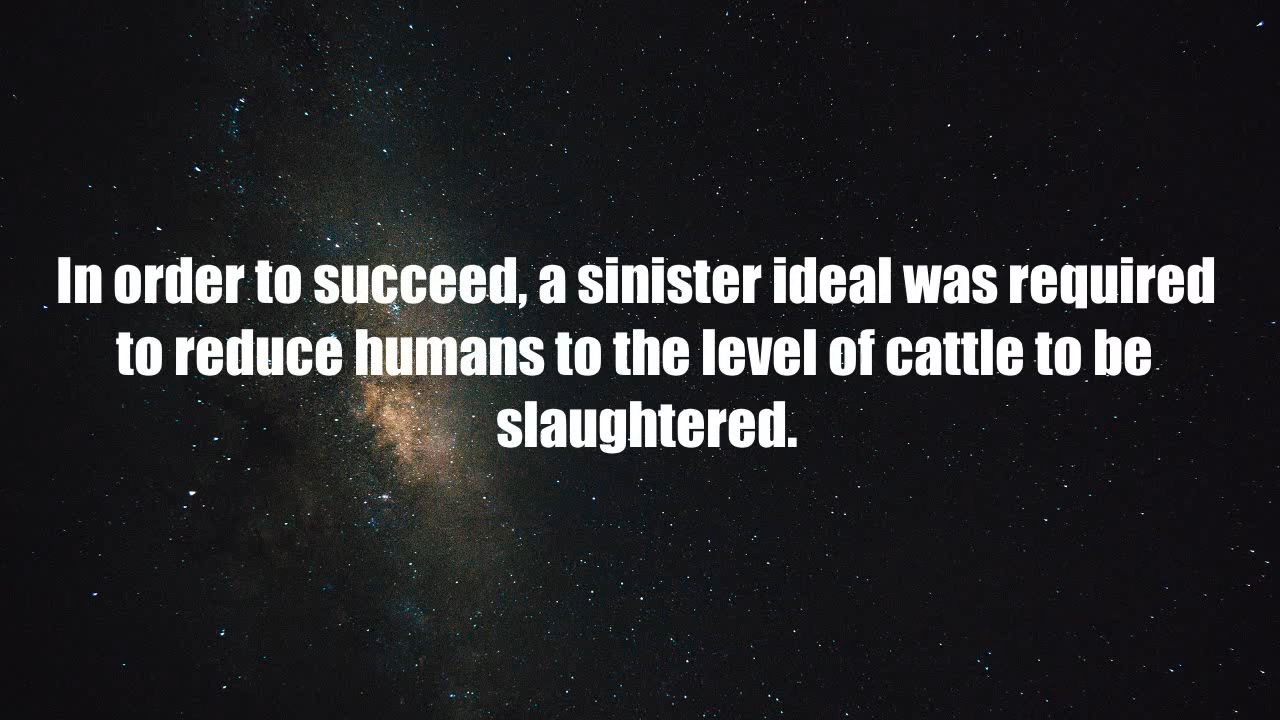 In order to succeed, a sinister ideal was required
to reduce humans to the level of cattle to be
slaughtered.